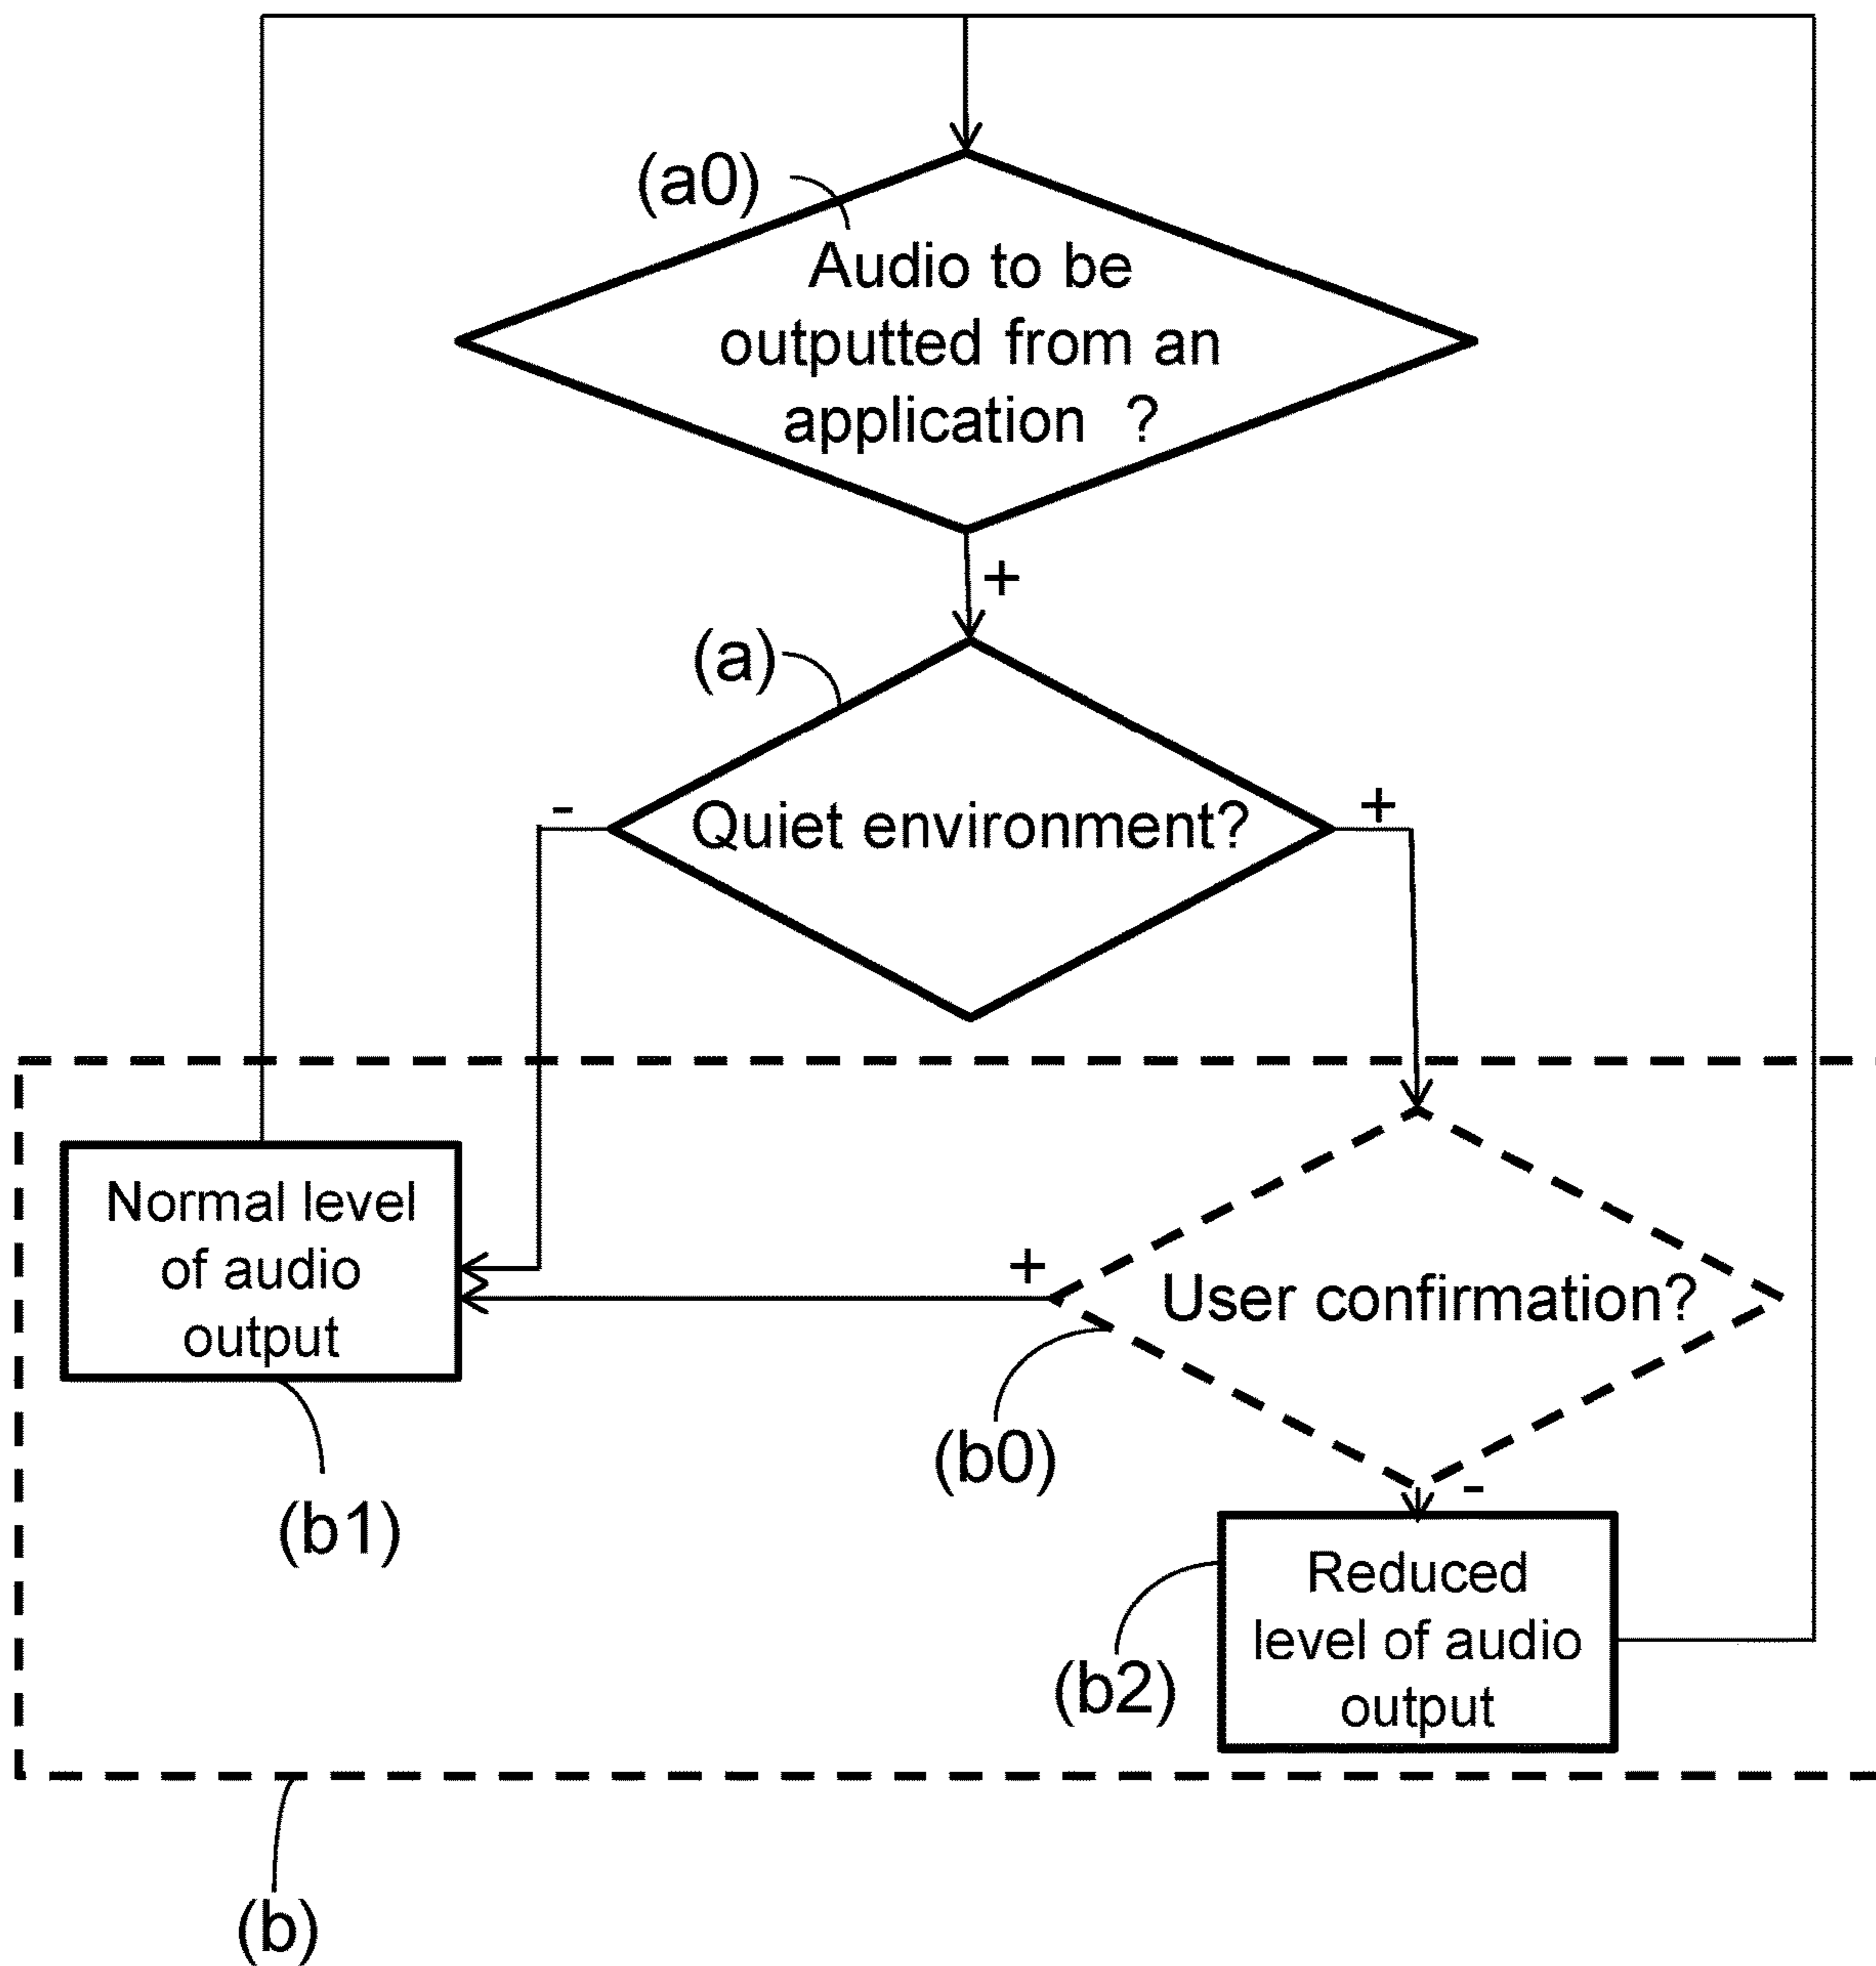 (a0)
Audio to be
outputted from an
application ?
+
(a)
-
Quiet environment?
+
Normal level
of audio
output
+
User confirmation?
(b0)
-
(b1)
Reduced
level of audio
output
(b2)
(b)